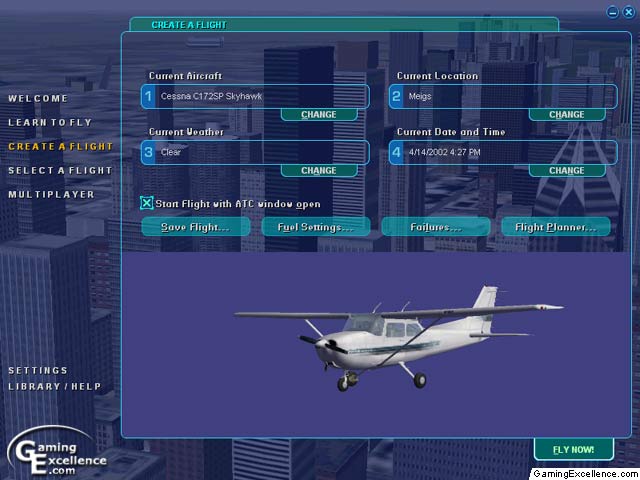 CREATE A FLIGHT
WELCOME
LEARN TO FLY
CREATE A FLIGHT
SELECT A FLIGHT
MULTIPLAYER
SETTINGS
LIBRARY / HELP
Current Aircraft
1 Cessna C172SP Skyhawk
CHANGE
Current Location
2 Meigs
CHANGE
Current Weather
3 Clear
CHANGE
Current Date and Time
4 4/14/2002 4:27 PM
CHANGE
Start Flight with ATC window open
Save Flight...
Fuel Settings...
Failures...
Flight Planner...
FLY NOW!
Gaming
Excellence
.com
GamingExcellence.com